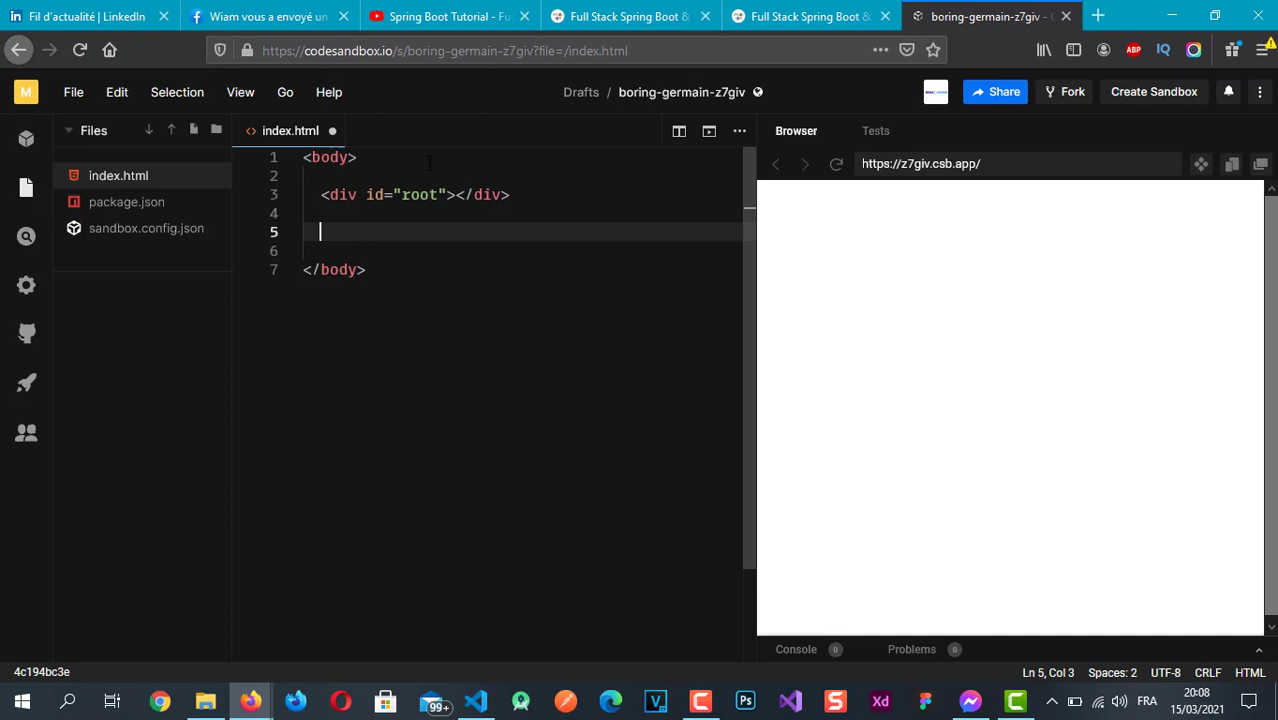 Fil d'actualité | LinkedIn
Wiam vous a envoyé un
Spring Boot Tutorial - Fu
Full Stack Spring Boot &
Full Stack Spring Boot &
boring-germain-z7giv - C
https://codesandbox.io/s/boring-germain-z7giv?file=/index.html
ABP
IQ
M
File
Edit
Selection
View
Go
Help
Drafts / boring-germain-z7giv
Share
Fork
Create Sandbox
Files
index.html
package.json
sandbox.config.json
index.html
1 <body>
2
3 <div id="root"></div>
4
5
6
7 </body>
Browser
Tests
https://z7giv.csb.app/
Console 0
Problems 0
4c194bc3e
Ln 5, Col 3
Spaces: 2
UTF-8
CRLF
HTML
99+
Ps
S
Xd
FRA
20:08
15/03/2021